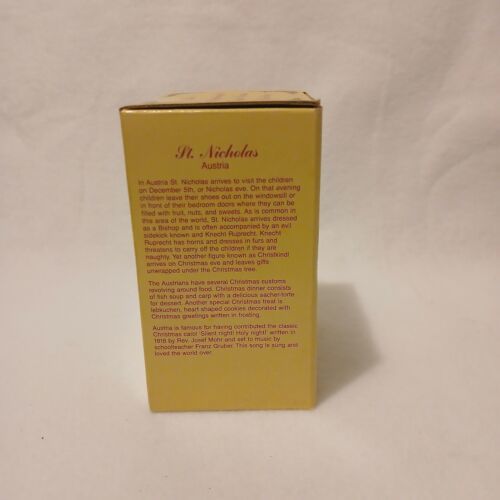 St. Nicholas
Austria
In Austria St. Nicholas arrives to visit the children
on December 5th, or Nicholas eve. On that evening
children leave their shoes out on the windowsill or
in front of their bedroom doors where they can be
filled with fruit, nuts, and sweets. As is common in
this area of the world, St. Nicholas arrives dressed
as a Bishop and is often accompanied by an evil
sidekick known and Knecht Ruprecht. Knecht
Ruprecht has horns and dresses in furs and
threatens to carry off the children if they are
naughty. Yet another figure known as Christkindl
arrives on Christmas eve and leaves gifts
unwrapped under the Christmas tree.
The Austrians have several Christmas customs
revolving around food. Christmas dinner consists
of fish soup and carp with a delicious sacher-torte
for dessert. Another special Christmas treat is
lebkuchen, heart shaped cookies decorated with
Christmas greetings written in frosting.
Austria is famous for having contributed the classic
Christmas carol 'Silent night! Holy night!' written in
1818 by Rev. Josef Mohr and set to music by
schoolteacher Franz Gruber. This song is sung and
loved the world over.